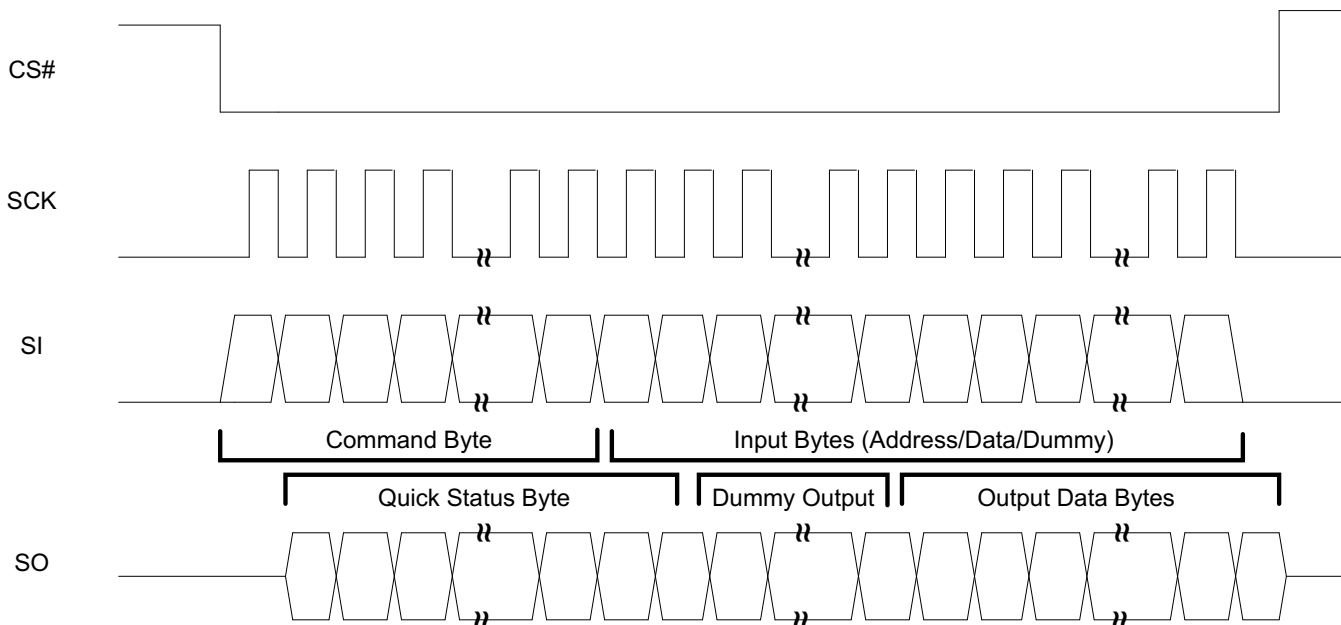 CS#
SCK
SI
Command Byte
Input Bytes (Address/Data/Dummy)
Quick Status Byte
Dummy Output
Output Data Bytes
SO